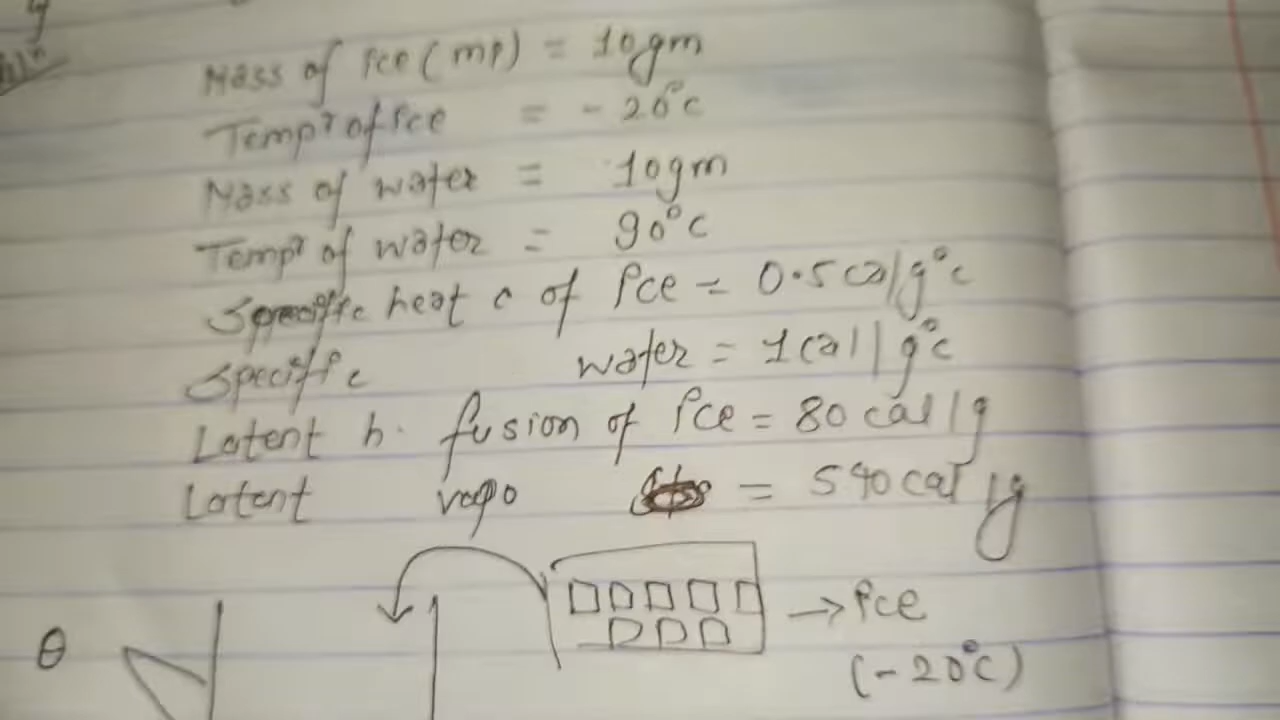 Mass of ice (mi) = 10gm
Tempr of ice = - 20°c
Mass of water = 10gm
Tempr of water = 90°c
Specific heat c of ice = 0.5 cal/g°c
Specific water = 1 cal/g°c
Latent h. fusion of ice = 80 cal/g
Latent vapo = 540 cal/g
→ ice
θ
(-20°c)